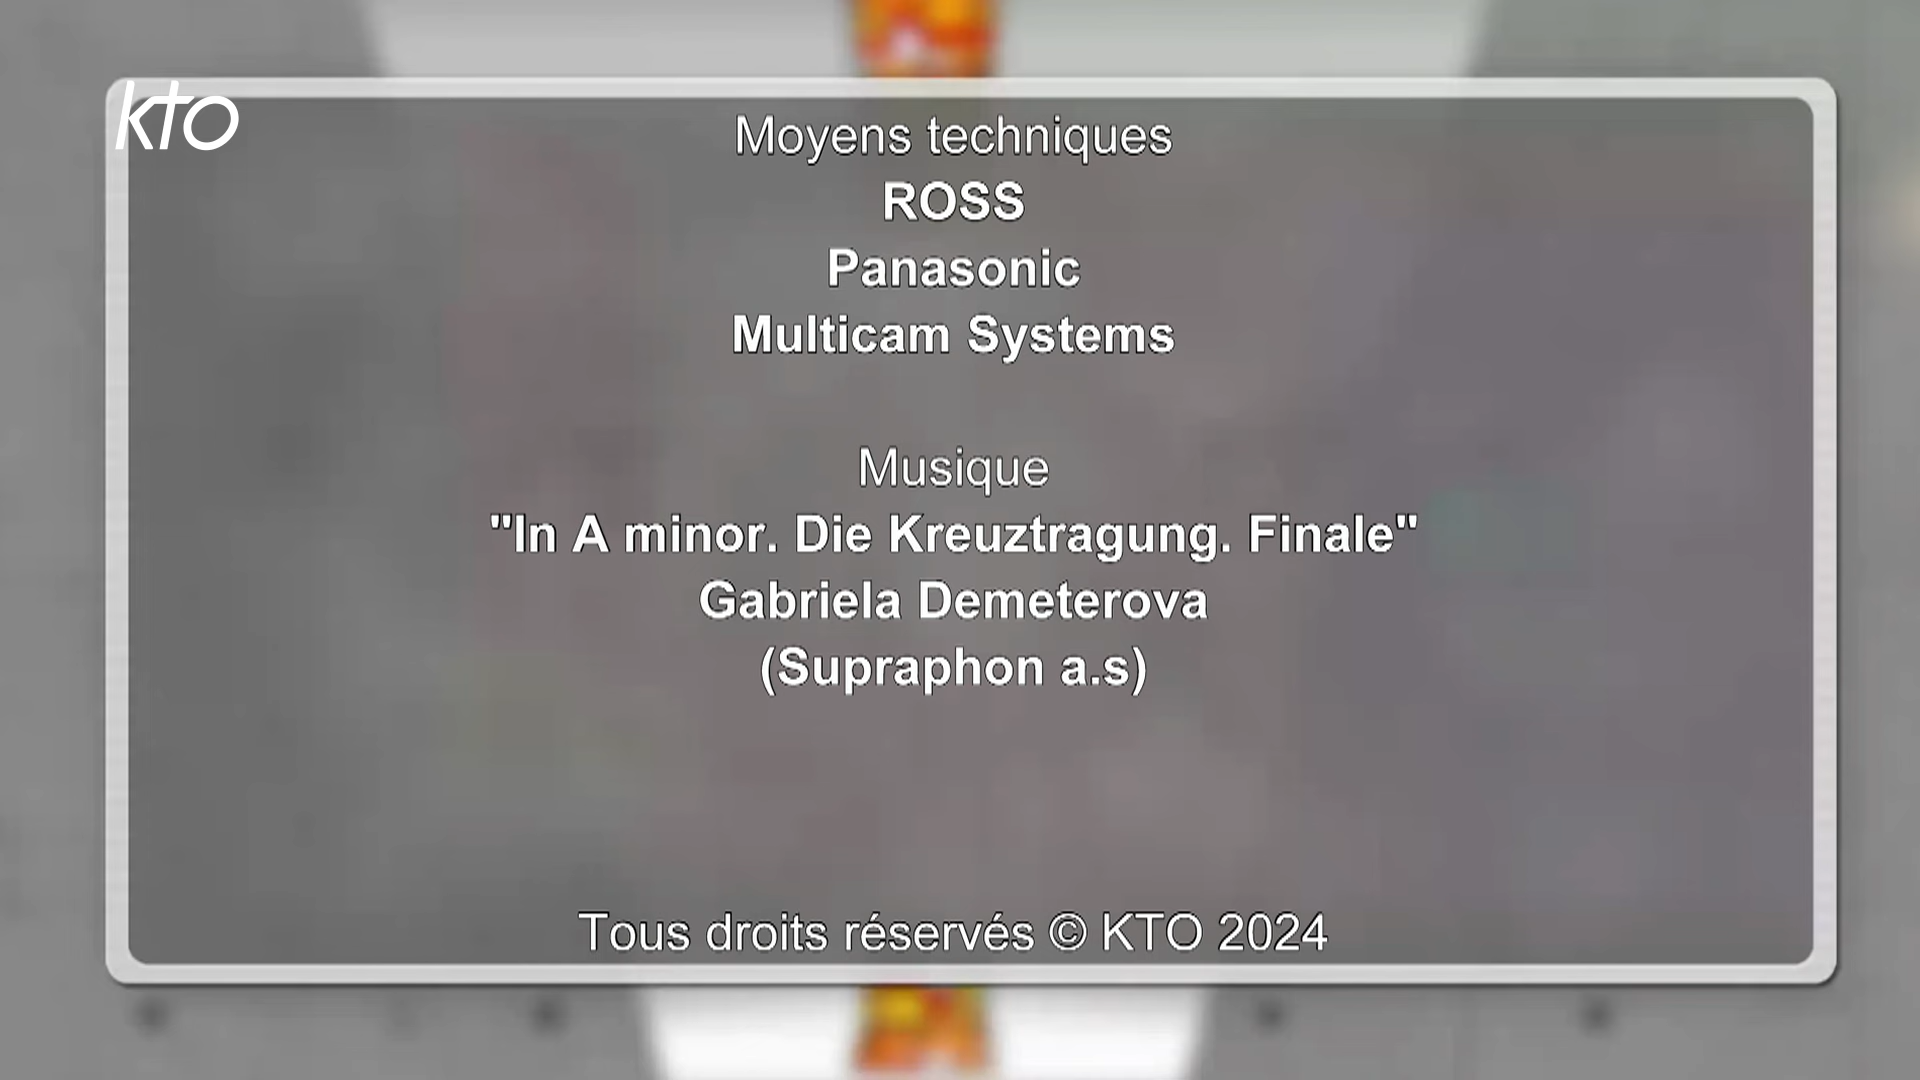 kto
Moyens techniques
ROSS
Panasonic
Multicam Systems
Musique
"In A minor. Die Kreuztragung. Finale"
Gabriela Demeterova
(Supraphon a.s)
Tous droits réservés © KTO 2024